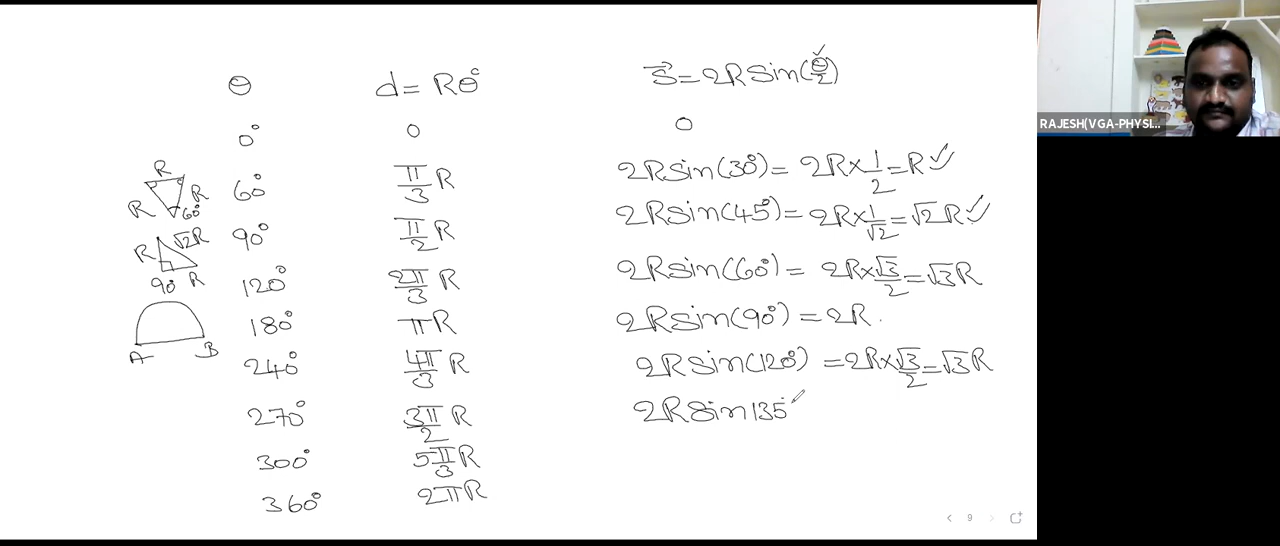 θ d = Rθ° s⃗ = 2R sin(θ/2) ✓
0° 0 0
60° π/3 R 2R sin(30°) = 2R × 1/2 = R ✓
90° π/2 R 2R sin(45°) = 2R × 1/√2 = √2R ✓
120° 2π/3 R 2R sin(60°) = 2R × √3/2 = √3R
180° πR 2R sin(90°) = 2R.
240° 4π/3 R 2R sin(120°) = 2R × √3/2 = √3R
270° 3π/2 R 2R sin 135°
300° 5π/3 R
360° 2πR
R
R R
60°
R √2R
90° R
A B
RAJESH(VGA-PHYSI...
9